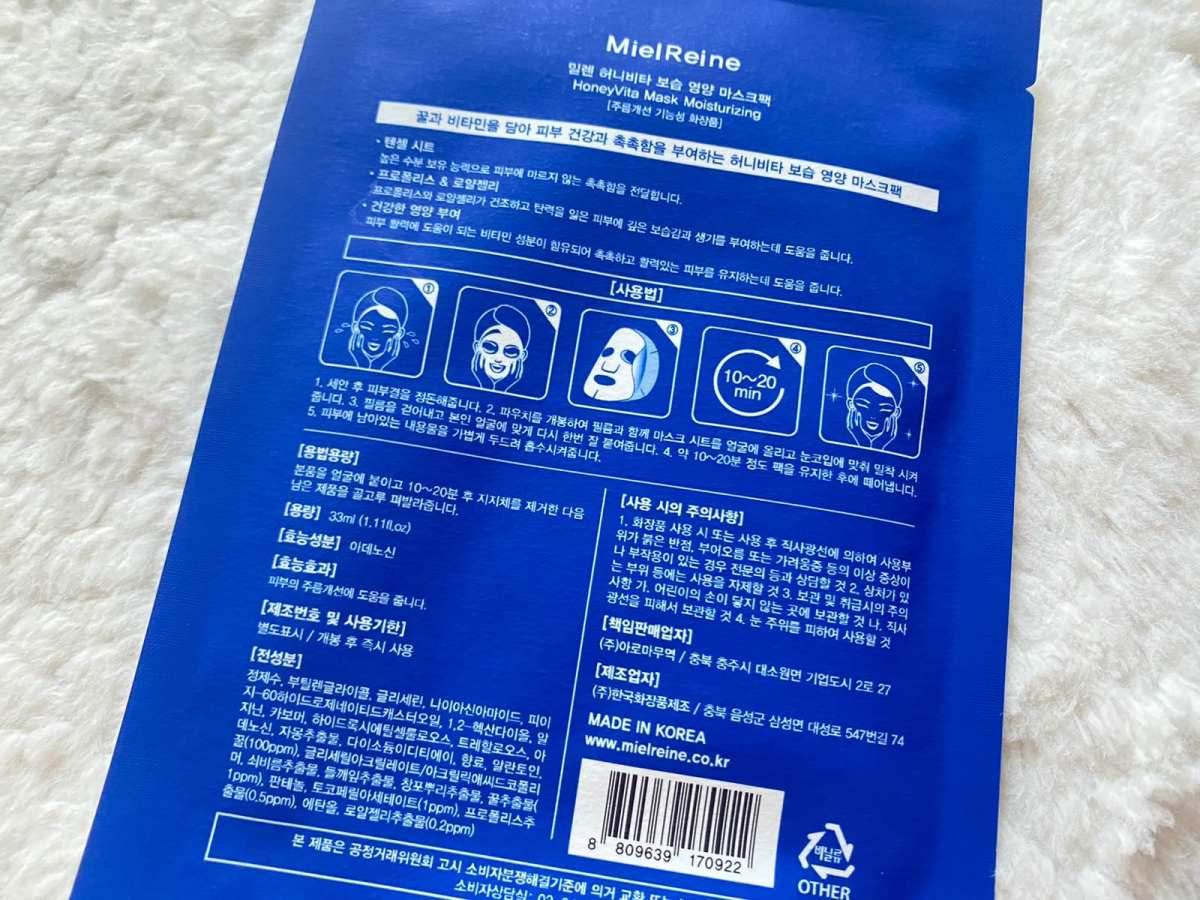 MielReine
밀렌 허니비타 보습 영양 마스크팩
HoneyVita Mask Moisturizing
[주름개선 기능성 화장품]
꿀과 비타민을 담아 피부 건강과 촉촉함을 부여하는 허니비타 보습 영양 마스크팩
· 텐셀 시트
높은 수분 보유 능력으로 피부에 마르지 않는 촉촉함을 전달합니다.
· 프로폴리스 & 로얄젤리
프로폴리스와 로얄젤리가 건조하고 탄력을 잃은 피부에 깊은 보습감과 생기를 부여하는데 도움을 줍니다.
· 건강한 영양 부여
피부 활력에 도움이 되는 비타민 성분이 함유되어 촉촉하고 활력있는 피부를 유지하는데 도움을 줍니다.
[사용법]
① ② ③ ④ ⑤
10~20
min
1. 세안 후 피부결을 정돈해줍니다. 2. 파우치를 개봉하여 필름과 함께 마스크 시트를 얼굴에 올리고 눈코입에 맞춰 밀착 시켜
줍니다. 3. 필름을 걷어내고 본인 얼굴에 맞게 다시 한번 잘 붙여줍니다. 4. 약 10~20분 정도 팩을 유지한 후에 떼어냅니다.
5. 피부에 남아있는 내용물을 가볍게 두드려 흡수시켜줍니다.
[용법용량]
본품을 얼굴에 붙이고 10~20분 후 지지체를 제거한 다음
남은 제품을 골고루 펴발라줍니다.
[용량] 33ml (1.11fl.oz)
[효능성분] 아데노신
[효능효과]
피부의 주름개선에 도움을 줍니다.
[제조번호 및 사용기한]
별도표시 / 개봉 후 즉시 사용
[전성분]
정제수, 부틸렌글라이콜, 글리세린, 나이아신아마이드, 피이
지-60하이드로제네이티드캐스터오일, 1,2-헥산다이올, 알
지닌, 카보머, 하이드록시에틸셀룰로오스, 트레할로오스, 아
데노신, 자몽추출물, 다이소듐이디티에이, 향료, 알란토인,
꿀(100ppm), 글리세릴아크릴레이트/아크릴릭애씨드코폴리
머, 쇠비름추출물, 들깨잎추출물, 창포뿌리추출물, 꿀추출물(
1ppm), 판테놀, 토코페릴아세테이트(1ppm), 프로폴리스추
출물(0.5ppm), 에탄올, 로얄젤리추출물(0.2ppm)
[사용 시의 주의사항]
1. 화장품 사용 시 또는 사용 후 직사광선에 의하여 사용부
위가 붉은 반점, 부어오름 또는 가려움증 등의 이상 증상이
나 부작용이 있는 경우 전문의 등과 상담할 것 2. 상처가 있
는 부위 등에는 사용을 자제할 것 3. 보관 및 취급시의 주의
사항 가. 어린이의 손이 닿지 않는 곳에 보관할 것 나. 직사
광선을 피해서 보관할 것 4. 눈 주위를 피하여 사용할 것
[책임판매업자]
(주)아로마무역 / 충북 충주시 대소원면 기업도시 2로 27
[제조업자]
(주)한국화장품제조 / 충북 음성군 삼성면 대성로 547번길 74
MADE IN KOREA
www.mielreine.co.kr
8 809639 170922
비닐류
OTHER
본 제품은 공정거래위원회 고시 소비자분쟁해결기준에 의거 교환 또는
소비자상담실: 02